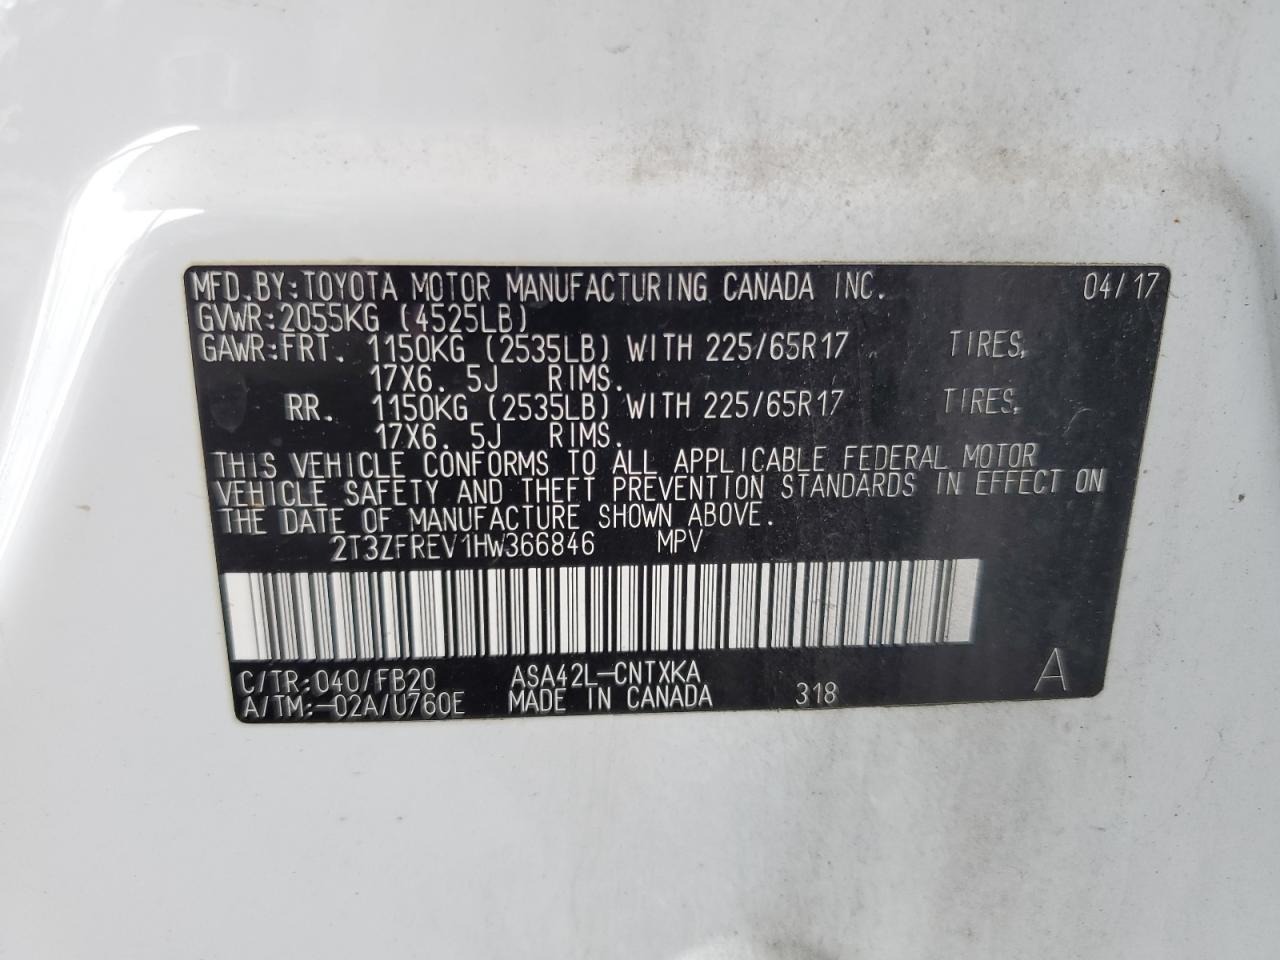 MFD.BY:TOYOTA MOTOR MANUFACTURING CANADA INC. 04/17
GVWR:2055KG (4525LB)
GAWR:FRT. 1150KG (2535LB) WITH 225/65R17 TIRES,
17X6. 5J RIMS.
RR. 1150KG (2535LB) WITH 225/65R17 TIRES,
17X6. 5J RIMS.
THIS VEHICLE CONFORMS TO ALL APPLICABLE FEDERAL MOTOR
VEHICLE SAFETY AND THEFT PREVENTION STANDARDS IN EFFECT ON
THE DATE OF MANUFACTURE SHOWN ABOVE.
2T3ZFREV1HW366846 MPV
C/TR:040/FB20 ASA42L-CNTXKA A
A/TM:-02A/U760E MADE IN CANADA 318